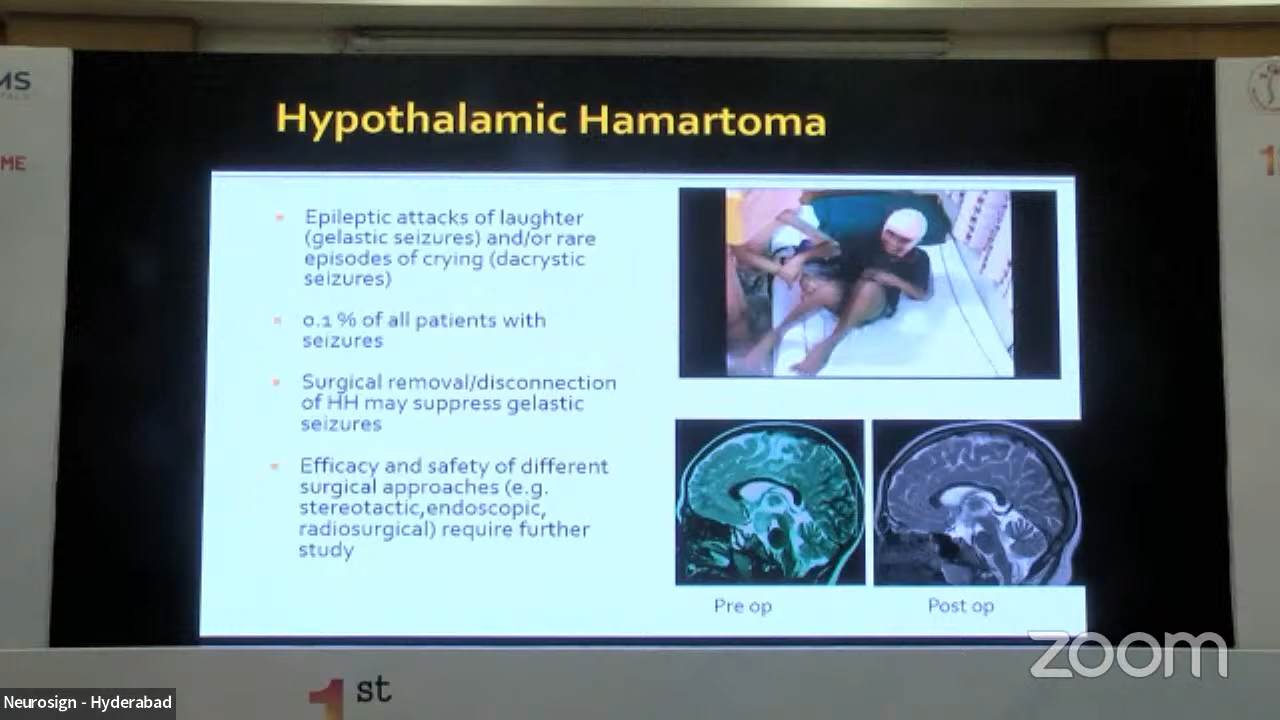 MS
ME
Hypothalamic Hamartoma
Epileptic attacks of laughter
(gelastic seizures) and/or rare
episodes of crying (dacrystic
seizures)
0.1 % of all patients with
seizures
Surgical removal/disconnection
of HH may suppress gelastic
seizures
Efficacy and safety of different
surgical approaches (e.g.
stereotactic,endoscopic,
radiosurgical) require further
study
Pre op
Post op
zoom
1st
Neurosign - Hyderabad
1